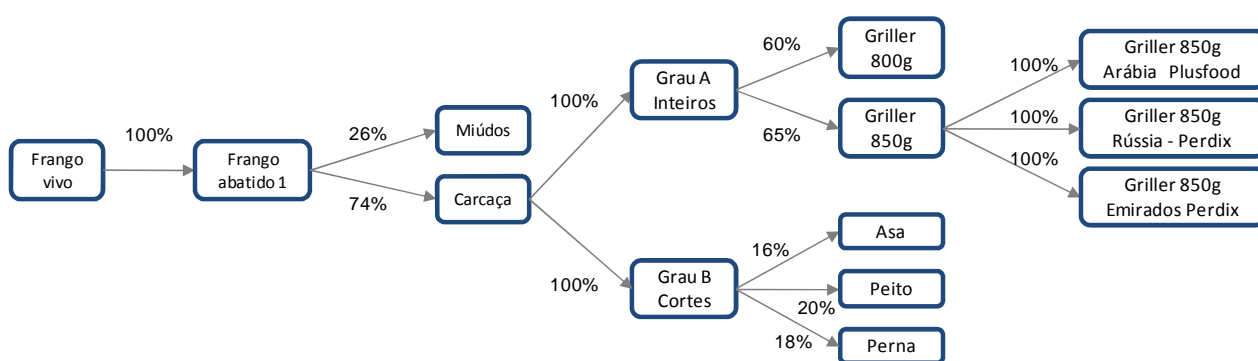 Frango
vivo
100%
Frango
abatido 1
26%
74%
Miúdos
Carcaça
100%
100%
Grau A
Inteiros
Grau B
Cortes
60%
65%
Griller
800g
Griller
850g
100%
100%
100%
Griller 850g
Arábia Plusfood
Griller 850g
Rússia - Perdix
Griller 850g
Emirados Perdix
16%
20%
18%
Asa
Peito
Perna